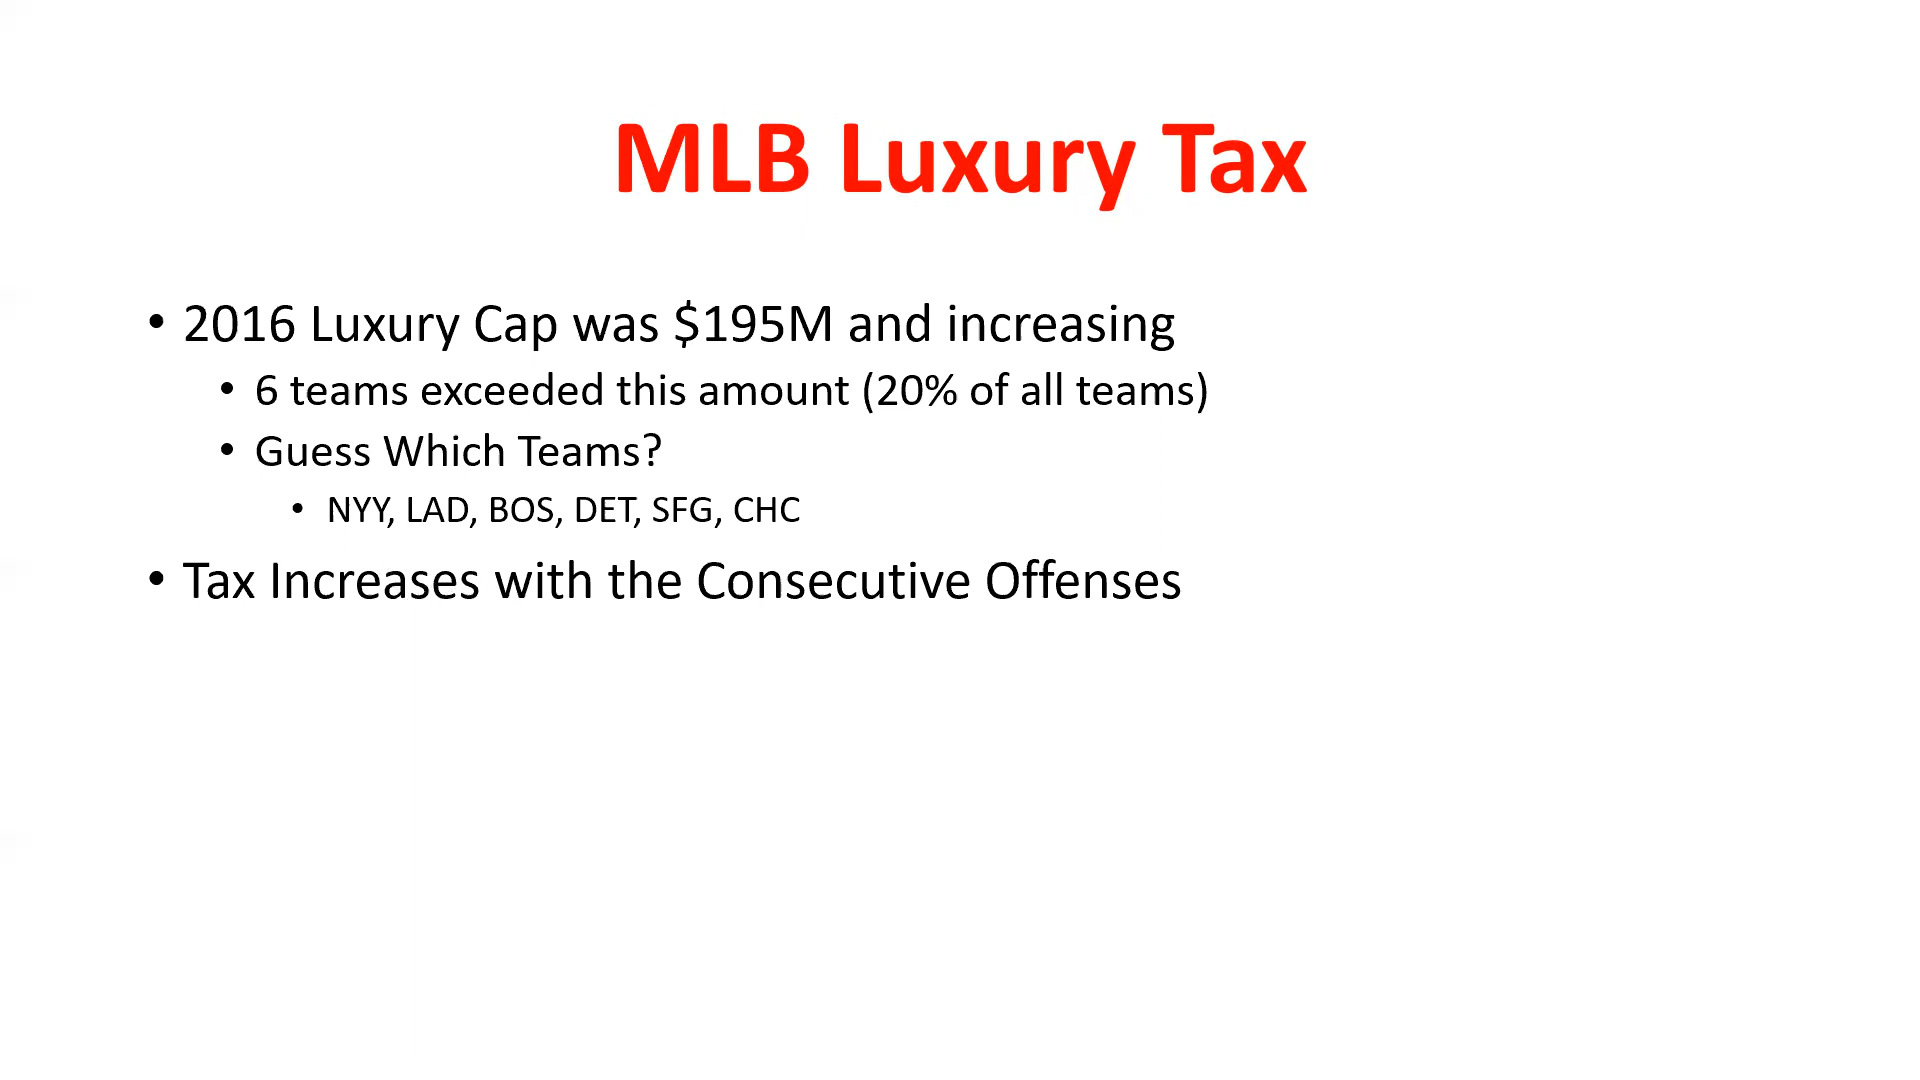 MLB Luxury Tax
• 2016 Luxury Cap was $195M and increasing
• 6 teams exceeded this amount (20% of all teams)
• Guess Which Teams?
• NYY, LAD, BOS, DET, SFG, CHC
• Tax Increases with the Consecutive Offenses